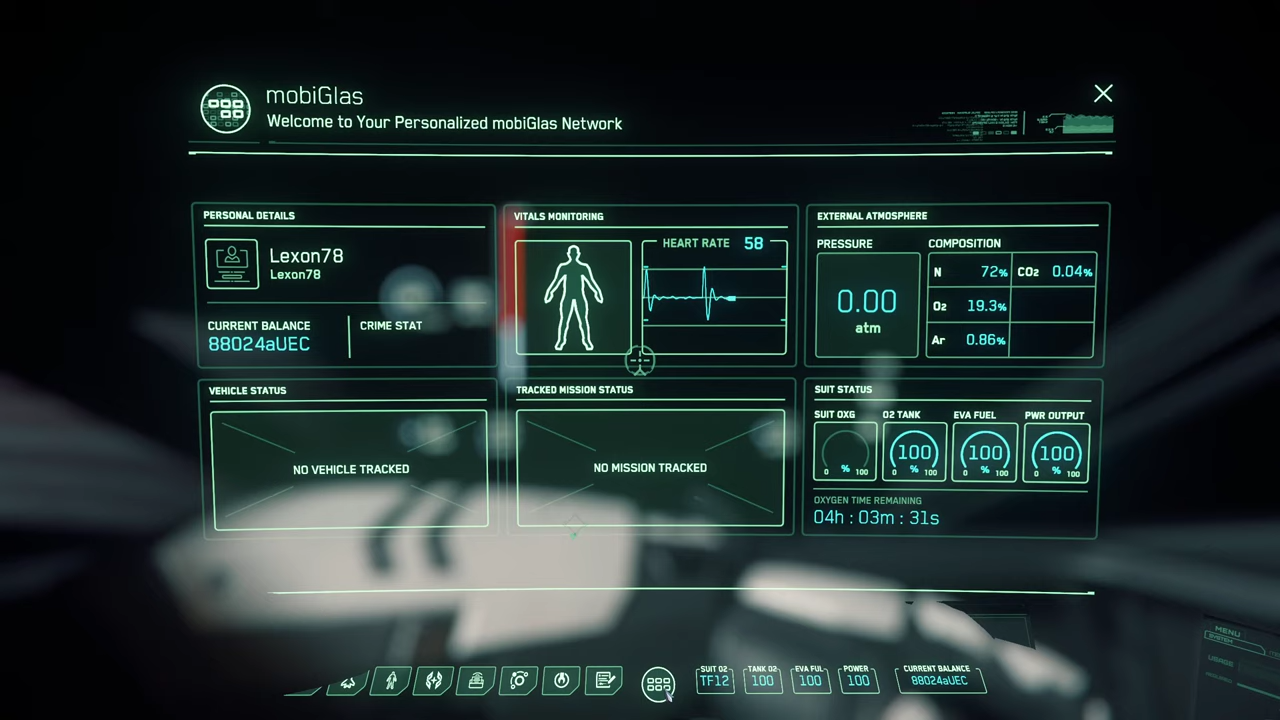 mobiGlas
Welcome to Your Personalized mobiGlas Network
PERSONAL DETAILS
Lexon78
Lexon78
CURRENT BALANCE
88024aUEC
CRIME STAT
VITALS MONITORING
HEART RATE 58
EXTERNAL ATMOSPHERE
PRESSURE
0.00
atm
COMPOSITION
N 72% CO2 0.04%
O2 19.3%
Ar 0.86%
VEHICLE STATUS
NO VEHICLE TRACKED
TRACKED MISSION STATUS
NO MISSION TRACKED
SUIT STATUS
SUIT OXG O2 TANK EVA FUEL PWR OUTPUT
100 100 100
0 % 100 0 % 100 0 % 100 0 % 100
OXYGEN TIME REMAINING
04h : 03m : 31s
SUIT O2 TANK O2 EVA FUL POWER CURRENT BALANCE
TF12 100 100 100 88024aUEC
MENU
SYSTEM
USAGE